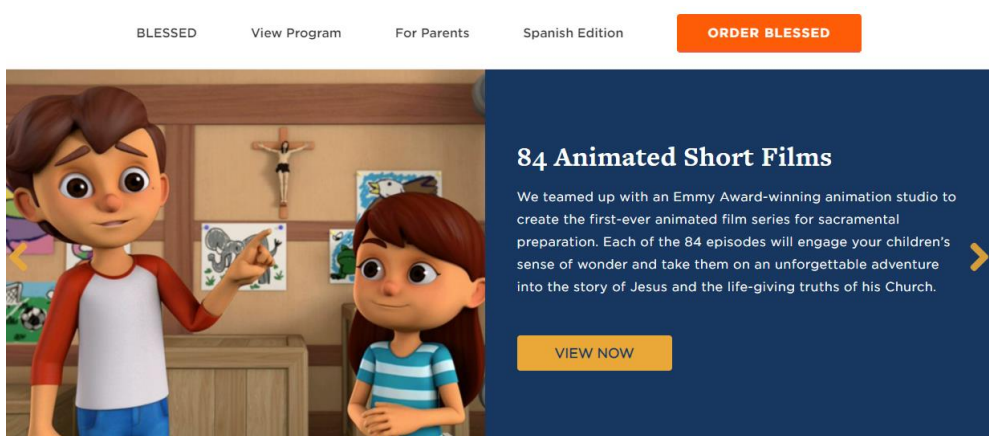 BLESSED View Program For Parents Spanish Edition ORDER BLESSED
84 Animated Short Films
We teamed up with an Emmy Award-winning animation studio to
create the first-ever animated film series for sacramental
preparation. Each of the 84 episodes will engage your children's
sense of wonder and take them on an unforgettable adventure
into the story of Jesus and the life-giving truths of his Church.
VIEW NOW